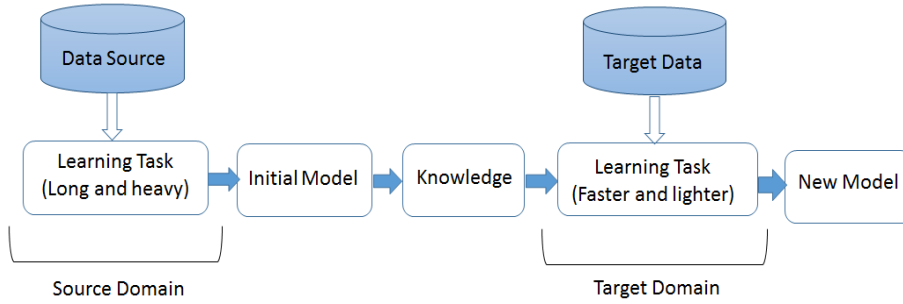 Data Source
Target Data
Learning Task
(Long and heavy)
Initial Model
Knowledge
Learning Task
(Faster and lighter)
New Model
Source Domain
Target Domain